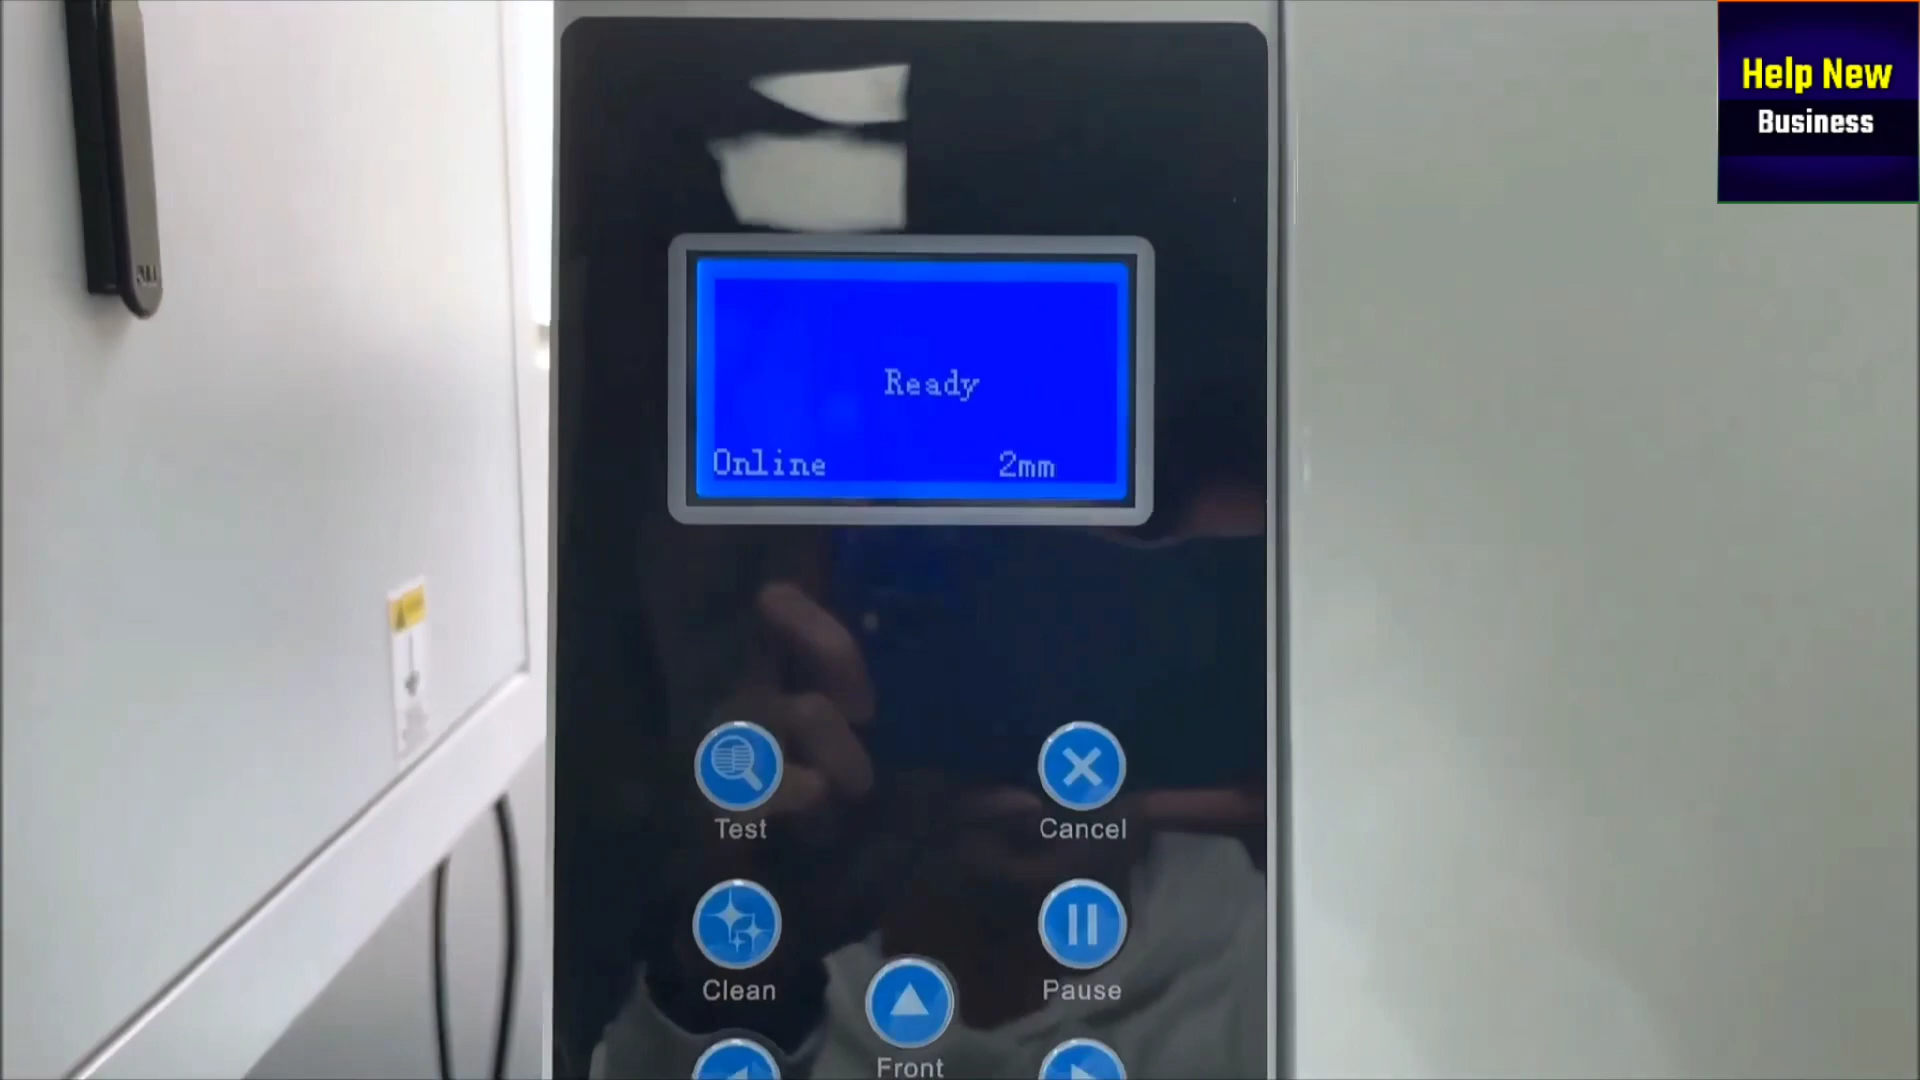 Help New
Business
Ready
Online 2mm
Test
Cancel
Clean
Pause
Front